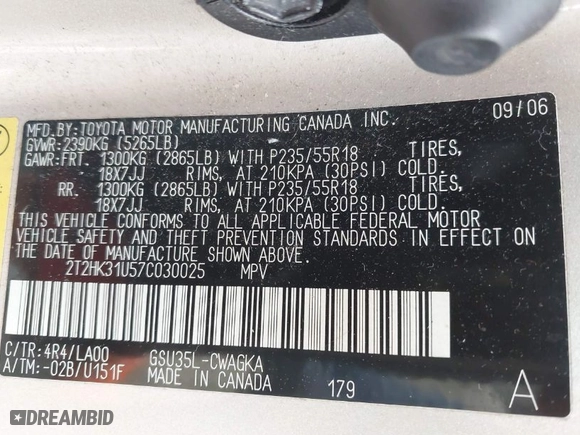 09/06
MFD.BY:TOYOTA MOTOR MANUFACTURING CANADA INC.
GVWR:2390KG (5265LB)
GAWR:FRT. 1300KG (2865LB) WITH P235/55R18 TIRES,
18X7JJ RIMS, AT 210KPA (30PSI) COLD.
RR. 1300KG (2865LB) WITH P235/55R18 TIRES,
18X7JJ RIMS, AT 210KPA (30PSI) COLD.
THIS VEHICLE CONFORMS TO ALL APPLICABLE FEDERAL MOTOR
VEHICLE SAFETY AND THEFT PREVENTION STANDARDS IN EFFECT ON
THE DATE OF MANUFACTURE SHOWN ABOVE.
2T2HK31U57C030025 MPV
C/TR:4R4/LA00 GSU35L-CWAGKA
A/TM:-02B/U151F MADE IN CANADA 179 A
DREAMBID